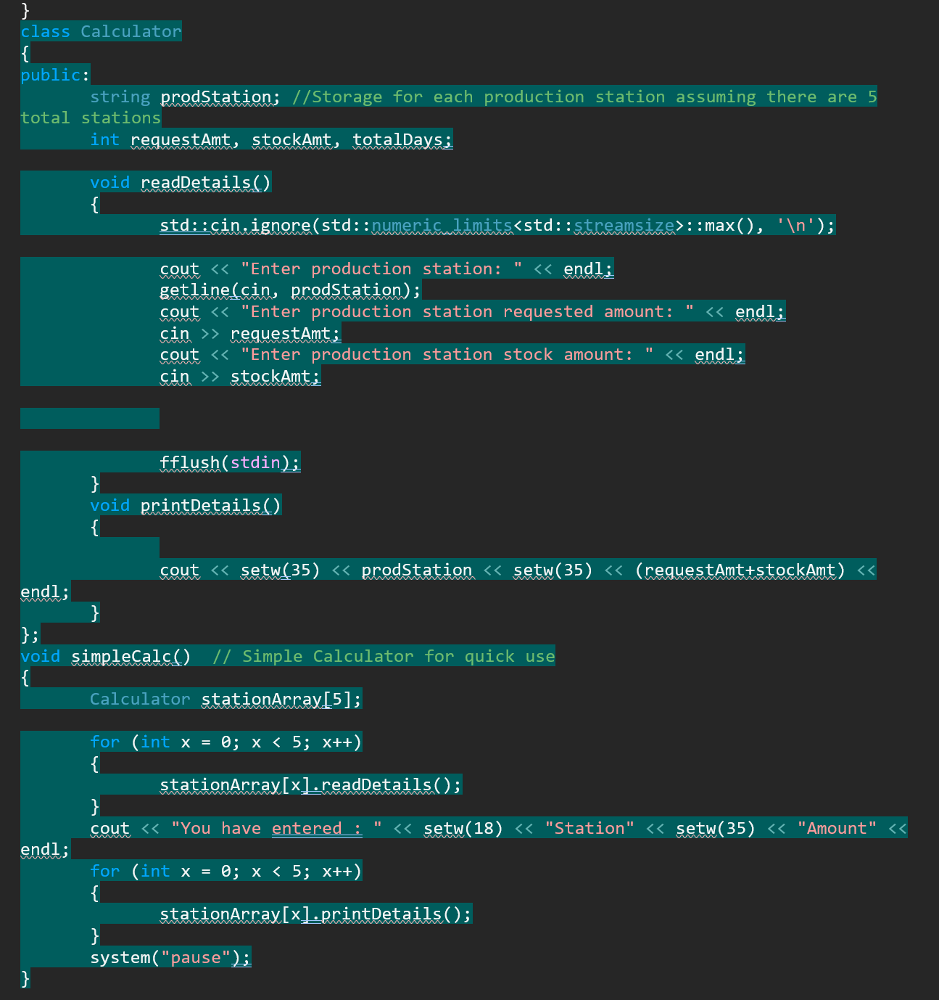 }
class Calculator
{
public:
string prodStation; //Storage for each production station assuming there are 5
total stations
int requestAmt, stockAmt, totalDays;
void readDetails()
{
std::cin.ignore(std::numeric_limits<std::streamsize>::max(), '\n');
cout << "Enter production station: " << endl;
getline(cin, prodStation);
cout << "Enter production station requested amount: " << endl;
cin >> requestAmt;
cout << "Enter production station stock amount: " << endl;
cin >> stockAmt;
fflush(stdin);
}
void printDetails()
{
cout << setw(35) << prodStation << setw(35) << (requestAmt+stockAmt) <<
endl;
}
};
void simpleCalc()  // Simple Calculator for quick use
{
Calculator stationArray[5];
for (int x = 0; x < 5; x++)
{
stationArray[x].readDetails();
}
cout << "You have entered : " << setw(18) << "Station" << setw(35) << "Amount" <<
endl;
for (int x = 0; x < 5; x++)
{
stationArray[x].printDetails();
}
system("pause");
}